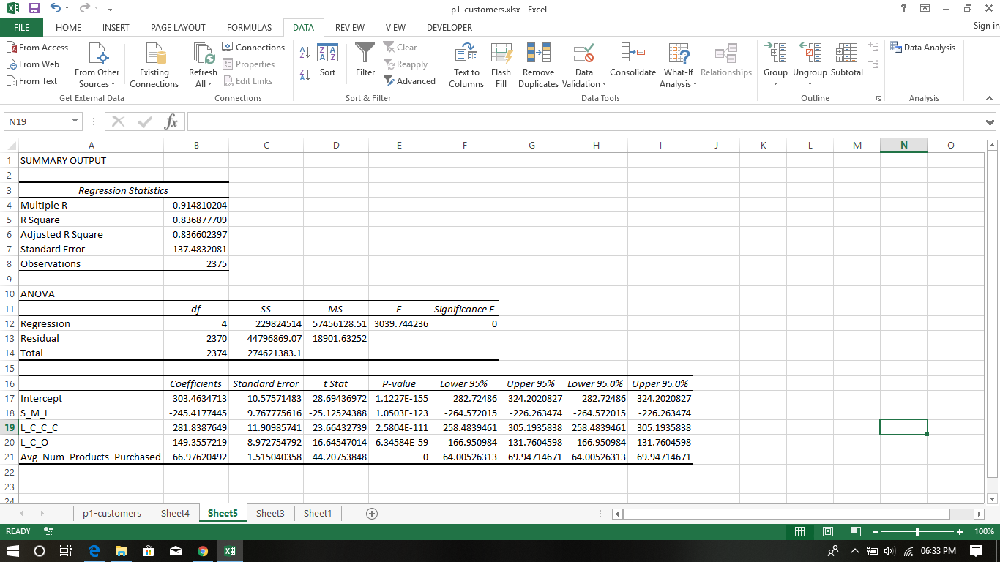 p1-customers.xlsx - Excel
?
FILE HOME INSERT PAGE LAYOUT FORMULAS DATA REVIEW VIEW DEVELOPER Sign in
From Access
From Web
From Text
From Other Sources
Existing Connections
Get External Data
Refresh All
Connections
Properties
Edit Links
Connections
Sort
Filter
Clear
Reapply
Advanced
Sort & Filter
Text to Columns
Flash Fill
Remove Duplicates
Data Validation
Consolidate
What-If Analysis
Relationships
Data Tools
Group
Ungroup
Subtotal
Outline
Data Analysis
Analysis
N19 fx
A B C D E F G H I J K L M N O
1 SUMMARY OUTPUT
2
3 Regression Statistics
4 Multiple R 0.914810204
5 R Square 0.836877709
6 Adjusted R Square 0.836602397
7 Standard Error 137.4832081
8 Observations 2375
9
10 ANOVA
11 df SS MS F Significance F
12 Regression 4 229824514 57456128.51 3039.744236 0
13 Residual 2370 44796869.07 18901.63252
14 Total 2374 274621383.1
15
16 Coefficients Standard Error t Stat P-value Lower 95% Upper 95% Lower 95.0% Upper 95.0%
17 Intercept 303.4634713 10.57571483 28.69436972 1.1227E-155 282.72486 324.2020827 282.72486 324.2020827
18 S_M_L -245.4177445 9.767775616 -25.12524388 1.0503E-123 -264.572015 -226.263474 -264.572015 -226.263474
19 L_C_C_C 281.8387649 11.90985741 23.66432739 2.5804E-111 258.4839461 305.1935838 258.4839461 305.1935838
20 L_C_O -149.3557219 8.972754792 -16.64547014 6.34584E-59 -166.950984 -131.7604598 -166.950984 -131.7604598
21 Avg_Num_Products_Purchased 66.97620492 1.515040358 44.20753848 0 64.00526313 69.94714671 64.00526313 69.94714671
22
23
24
p1-customers Sheet4 Sheet5 Sheet3 Sheet1
READY 100%
06:33 PM